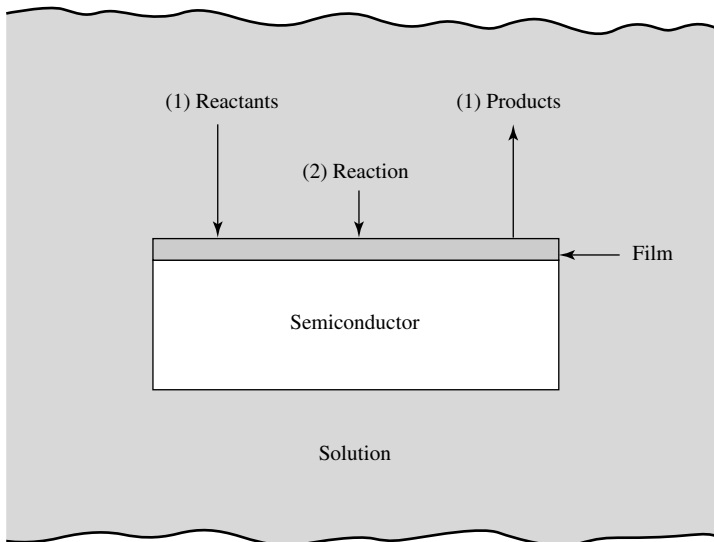 (1) Reactants
(1) Products
(2) Reaction
Film
Semiconductor
Solution